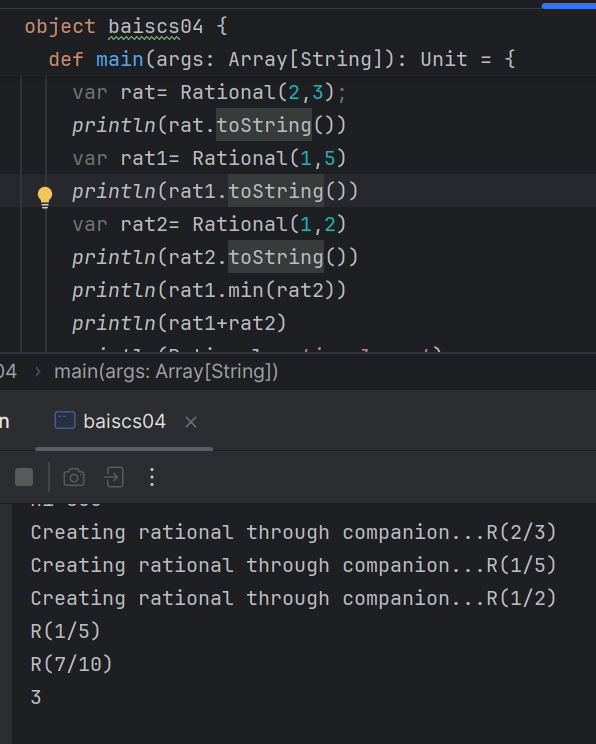 object baiscs04 {
def main(args: Array[String]): Unit = {
var rat= Rational(2,3);
println(rat.toString())
var rat1= Rational(1,5)
println(rat1.toString())
var rat2= Rational(1,2)
println(rat2.toString())
println(rat1.min(rat2))
println(rat1+rat2)
04 › main(args: Array[String])
n baiscs04
Creating rational through companion...R(2/3)
Creating rational through companion...R(1/5)
Creating rational through companion...R(1/2)
R(1/5)
R(7/10)
3